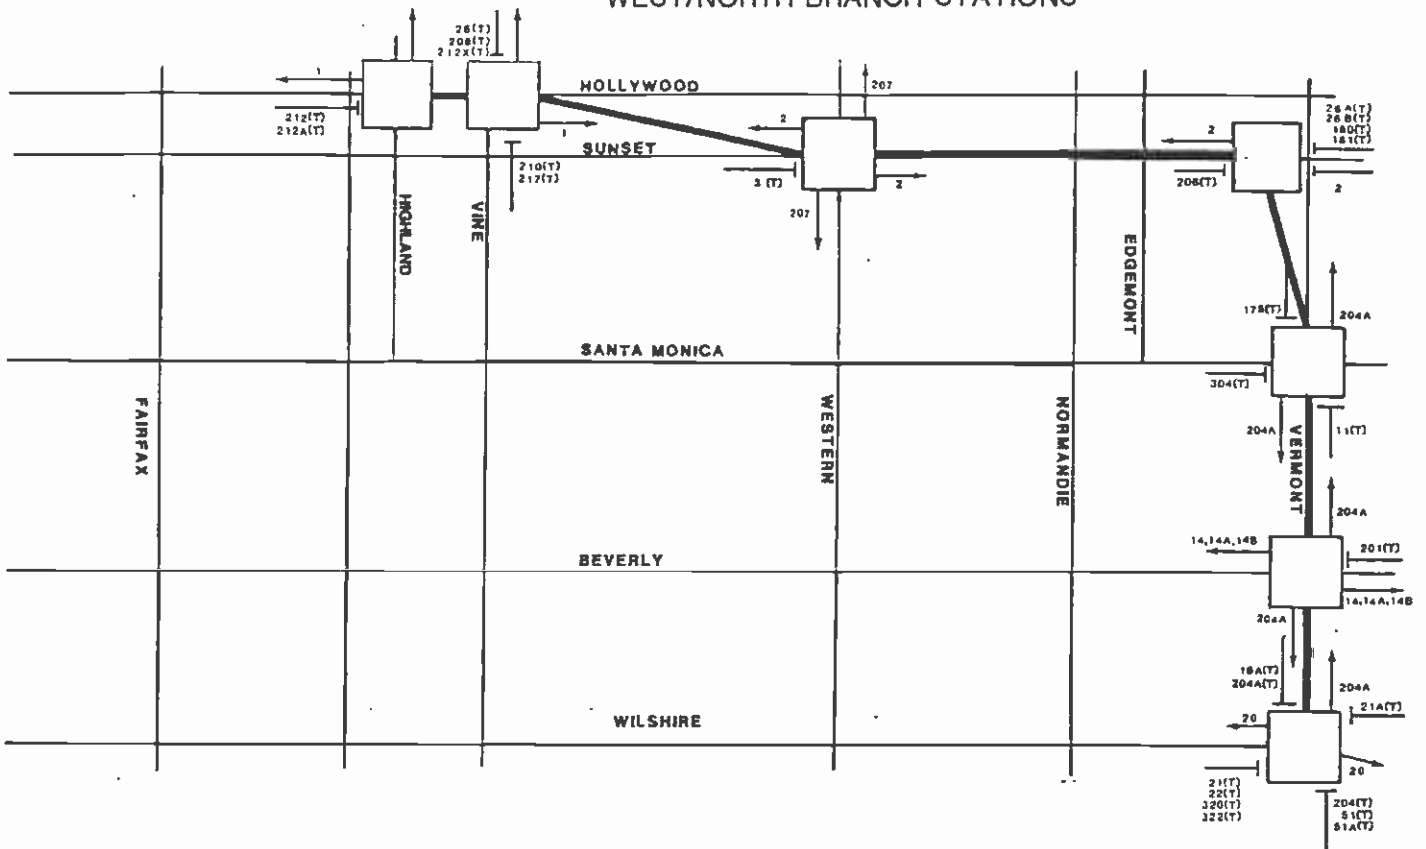 WEST/NORTH BRANCH STATIONS
26(T)
208(T)
212X(T)
1
HOLLYWOOD
207
212(T)
212A(T)
1
2
2
26A(T)
26B(T)
180(T)
181(T)
SUNSET
210(T)
217(T)
3(T)
2
206(T)
2
207
HIGHLAND
VINE
EDGEMONT
175(T)
204A
SANTA MONICA
304(T)
FAIRFAX
WESTERN
NORMANDIE
204A
VERMONT
11(T)
204A
14,14A,14B
201(T)
BEVERLY
14,14A,14B
204A
18A(T)
204A(T)
204A
21A(T)
WILSHIRE
20
20
21(T)
22(T)
320(T)
322(T)
204(T)
51(T)
51A(T)